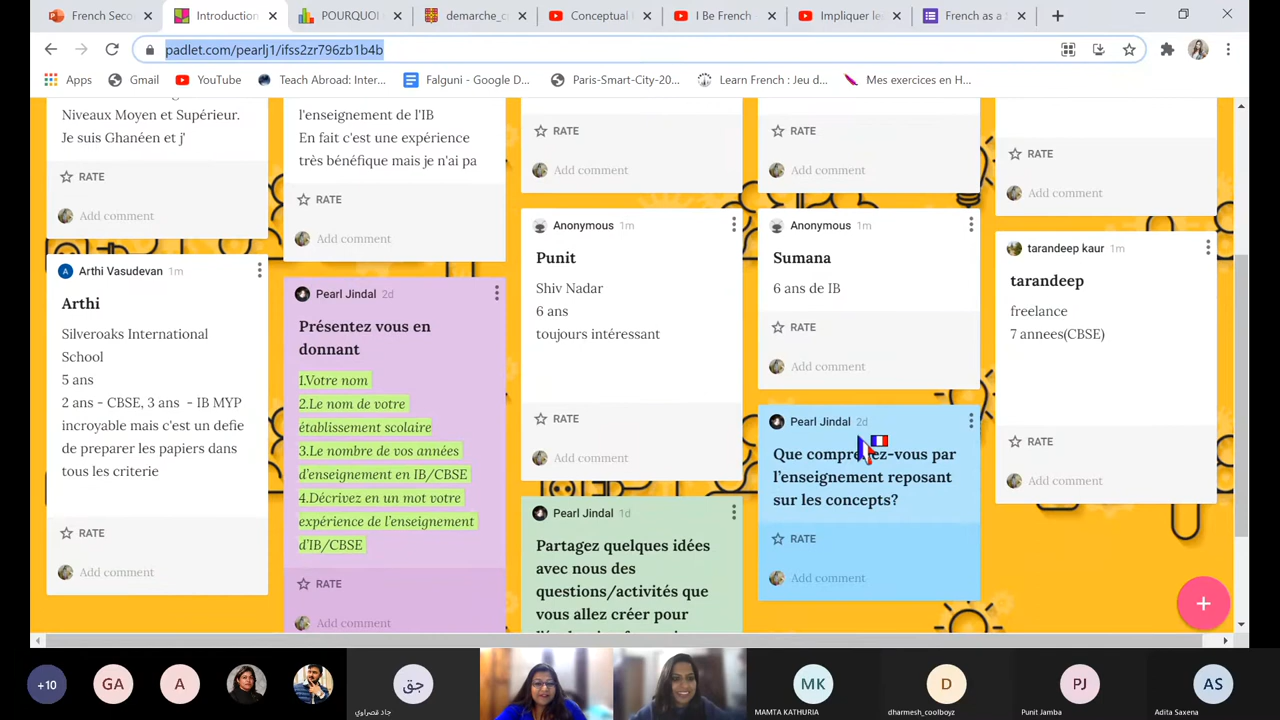 French Seco
Introduction
POURQUOI
demarche_c
Conceptual
I Be French
Impliquer le
French as a
padlet.com/pearlj1/ifss2zr796zb1b4b
Apps
Gmail
YouTube
Teach Abroad: Inter...
Falguni - Google D...
Paris-Smart-City-20...
Learn French : Jeu d...
Mes exercices en H...
Niveaux Moyen et Supérieur.
Je suis Ghanéen et j'
RATE
Add comment
Arthi Vasudevan 1m
Arthi
Silveroaks International
School
5 ans
2 ans - CBSE, 3 ans - IB MYP
incroyable mais c'est un defie
de preparer les papiers dans
tous les criterie
RATE
Add comment
l'enseignement de l'IB
En fait c'est une expérience
très bénéfique mais je n'ai pa
RATE
Add comment
Pearl Jindal 2d
Présentez vous en
donnant
1.Votre nom
2.Le nom de votre
établissement scolaire
3.Le nombre de vos années
d'enseignement en IB/CBSE
4.Décrivez en un mot votre
expérience de l'enseignement
d'IB/CBSE
RATE
Add comment
RATE
Add comment
Anonymous 1m
Punit
Shiv Nadar
6 ans
toujours intéressant
RATE
Add comment
Pearl Jindal 1d
Partagez quelques idées
avec nous des
questions/activités que
vous allez créer pour
RATE
Add comment
Anonymous 1m
Sumana
6 ans de IB
RATE
Add comment
Pearl Jindal 2d
Que comprenez-vous par
l'enseignement reposant
sur les concepts?
RATE
Add comment
RATE
Add comment
tarandeep kaur 1m
tarandeep
freelance
7 annees(CBSE)
RATE
Add comment
+10
GA
A
جق
جاد قصراوي
MK
MAMTA KATHURIA
D
dharmesh_coolboyz
PJ
Punit Jamba
AS
Adita Saxena